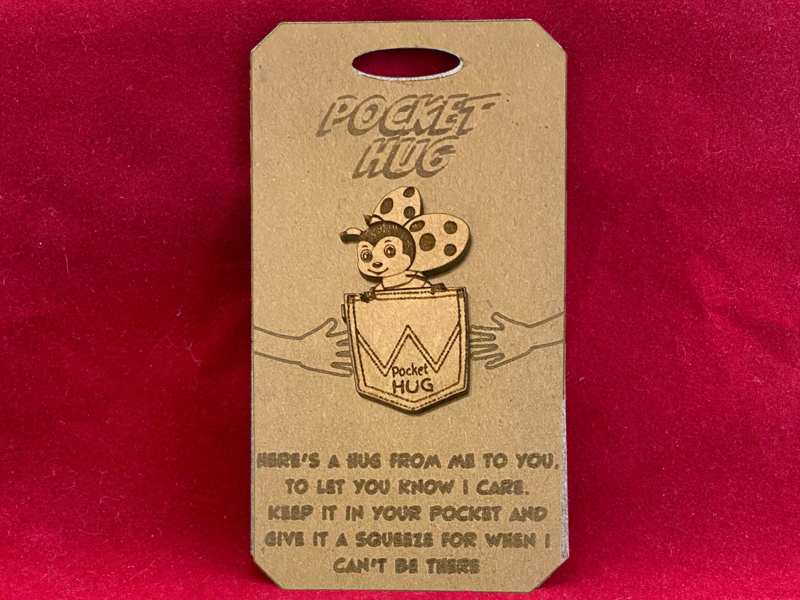 POCKET
HUG
Pocket
HUG
HERE'S A HUG FROM ME TO YOU,
TO LET YOU KNOW I CARE.
KEEP IT IN YOUR POCKET AND
GIVE IT A SQUEEZE FOR WHEN I
CAN'T BE THERE